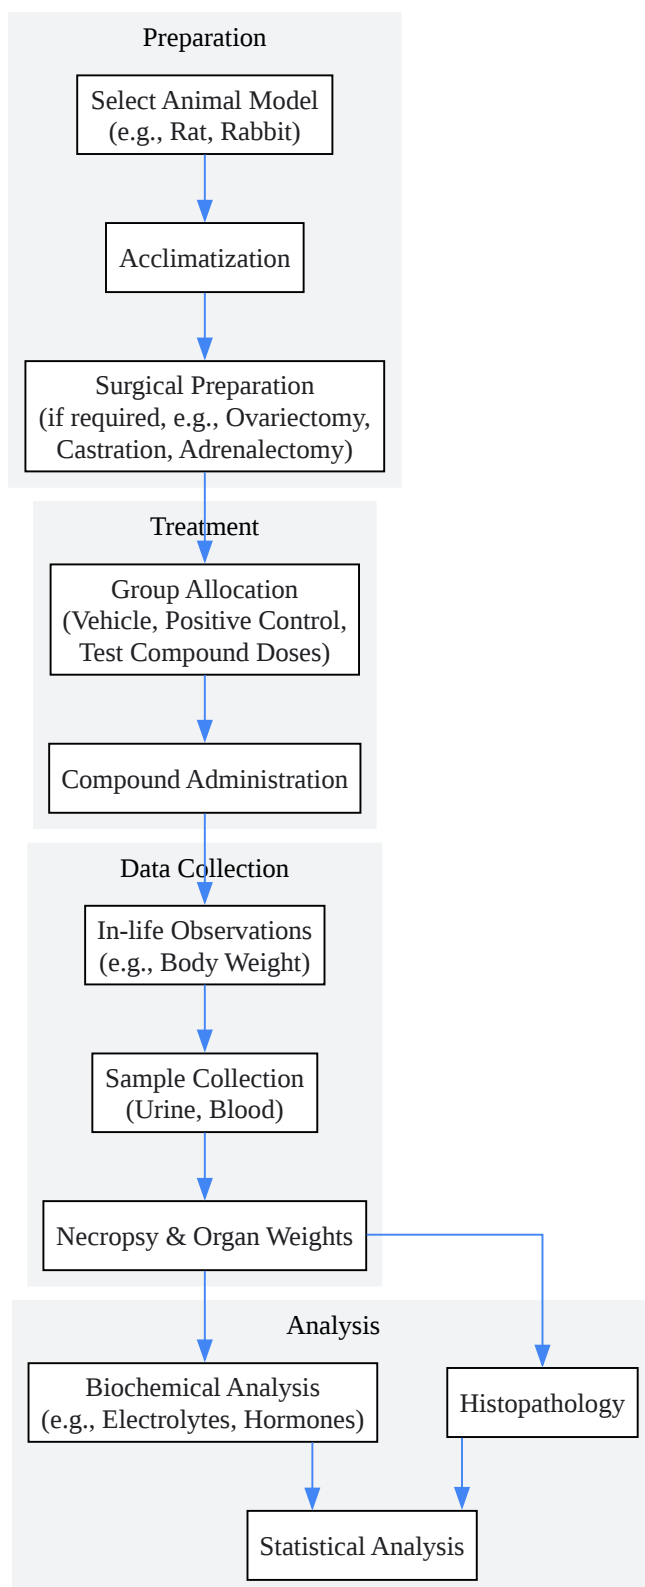 Preparation
Select Animal Model
(e.g., Rat, Rabbit)
Acclimatization
Surgical Preparation
(if required, e.g., Ovariectomy,
Castration, Adrenalectomy)
Treatment
Group Allocation
(Vehicle, Positive Control,
Test Compound Doses)
Compound Administration
Data Collection
In-life Observations
(e.g., Body Weight)
Sample Collection
(Urine, Blood)
Necropsy & Organ Weights
Analysis
Biochemical Analysis
(e.g., Electrolytes, Hormones)
Histopathology
Statistical Analysis